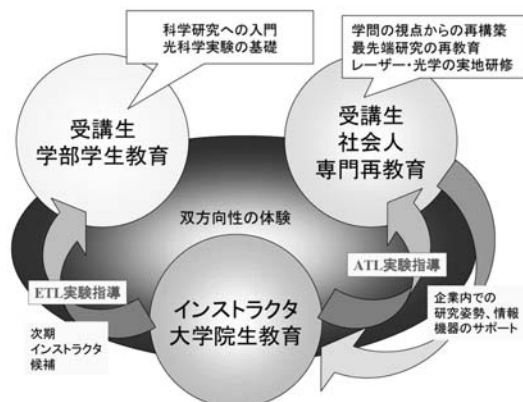 科学研究への入門
光科学実験の基礎
学問の視点からの再構築
最先端研究の再教育
レーザー・光学の実地研修
受講生
学部学生教育
受講生
社会人
専門再教育
双方向性の体験
ETL実験指導
ATL実験指導
インストラクタ
大学院生教育
次期
インストラクタ
候補
企業内での
研究姿勢、情報
機器のサポート